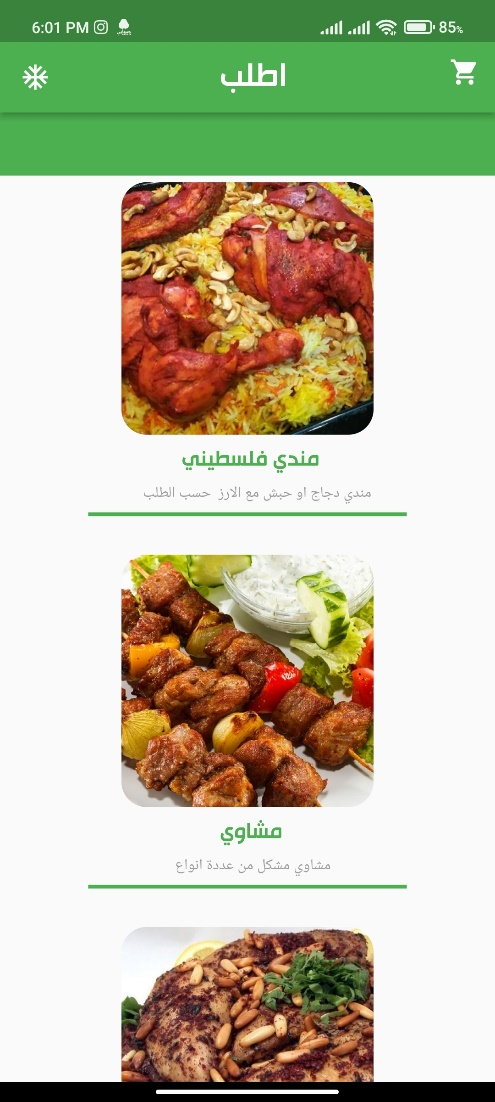 6:01 PM
85%
اطلب
مندي فلسطيني
مندي دجاج او حبش مع الارز حسب الطلب
مشاوي
مشاوي مشكل من عددة انواع